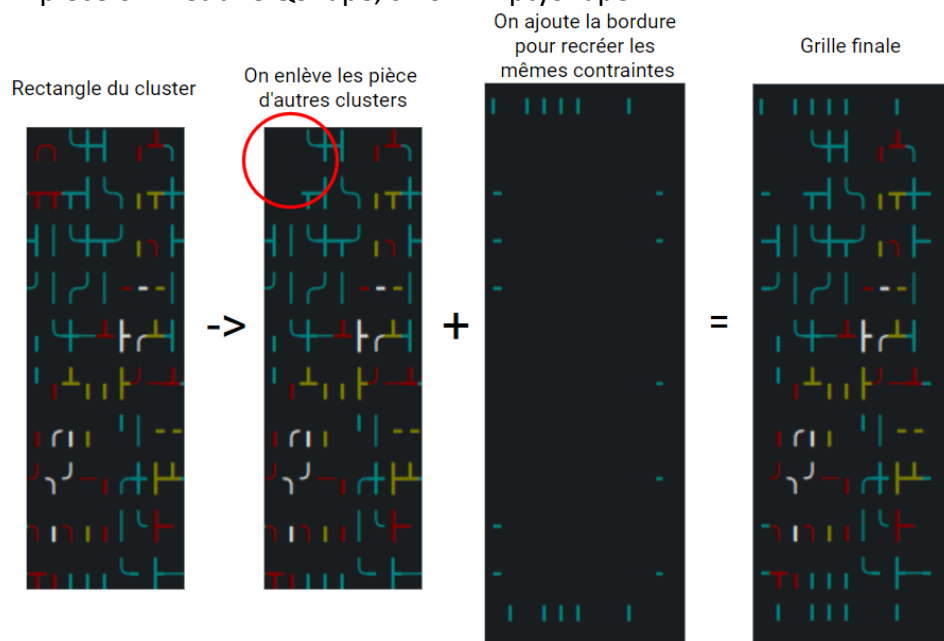 On ajoute la bordure
pour recréer les
mêmes contraintes
Grille finale
On enlève les pièce
d'autres clusters
Rectangle du cluster
->
+
=